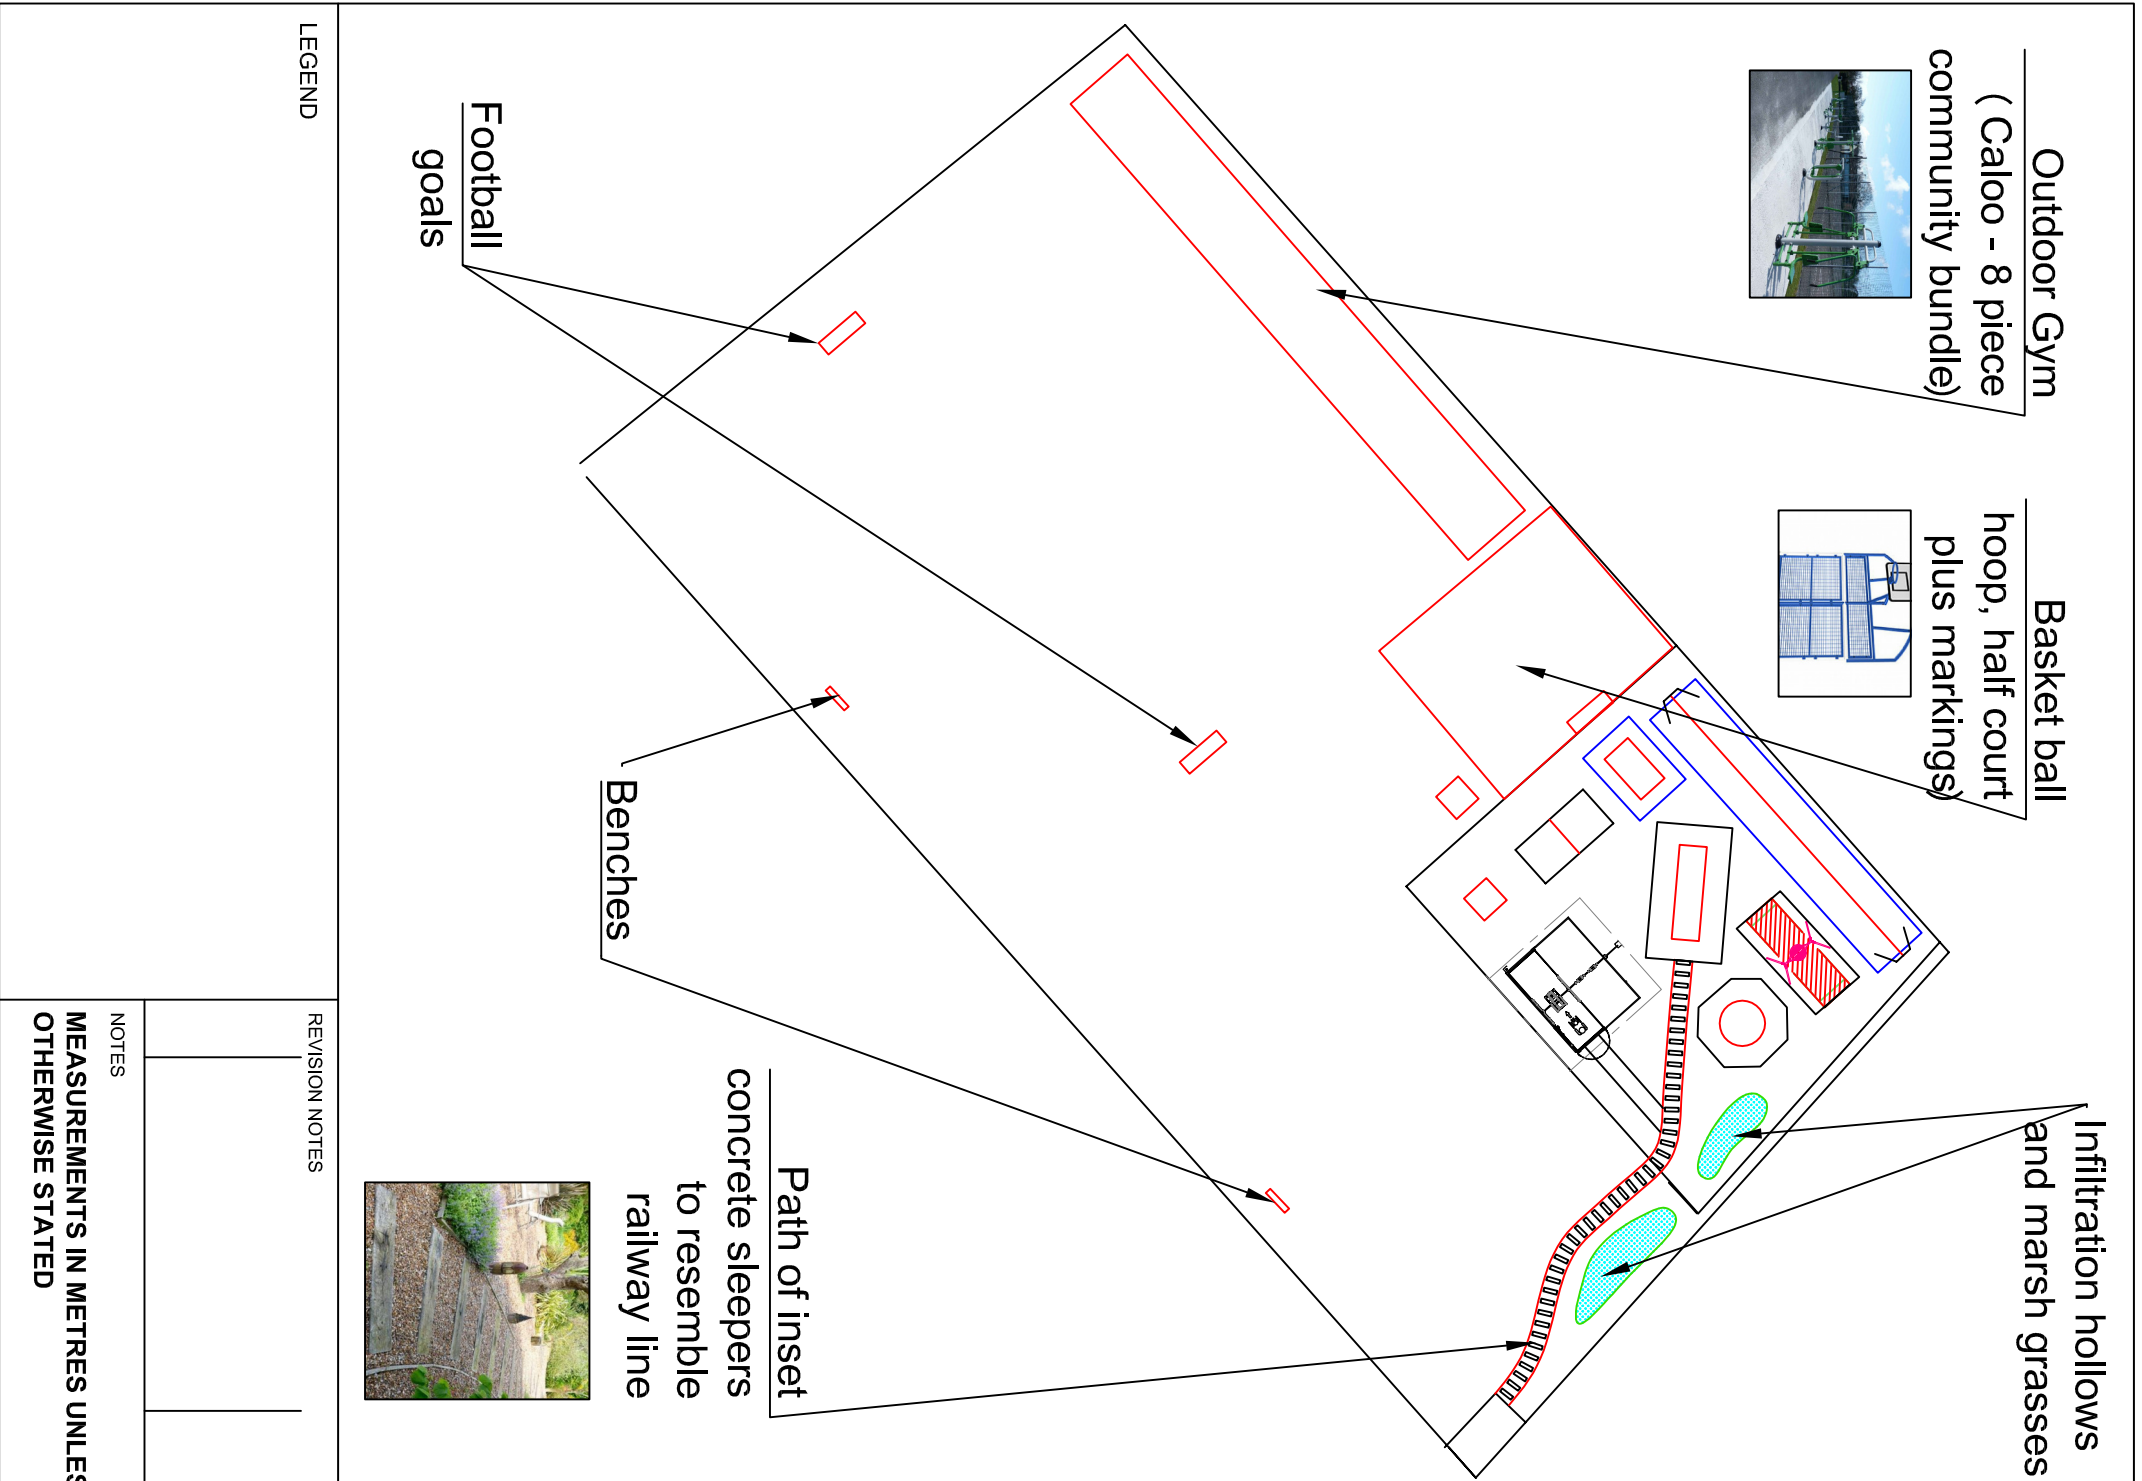 Outdoor Gym
( Caloo - 8 piece
community bundle)
Basket ball
hoop, half court
plus markings)
Infiltration hollows
and marsh grasses
Football
goals
Benches
Path of inset
concrete sleepers
to resemble
railway line
LEGEND
REVISION NOTES
NOTES
MEASUREMENTS IN METRES UNLES
OTHERWISE STATED